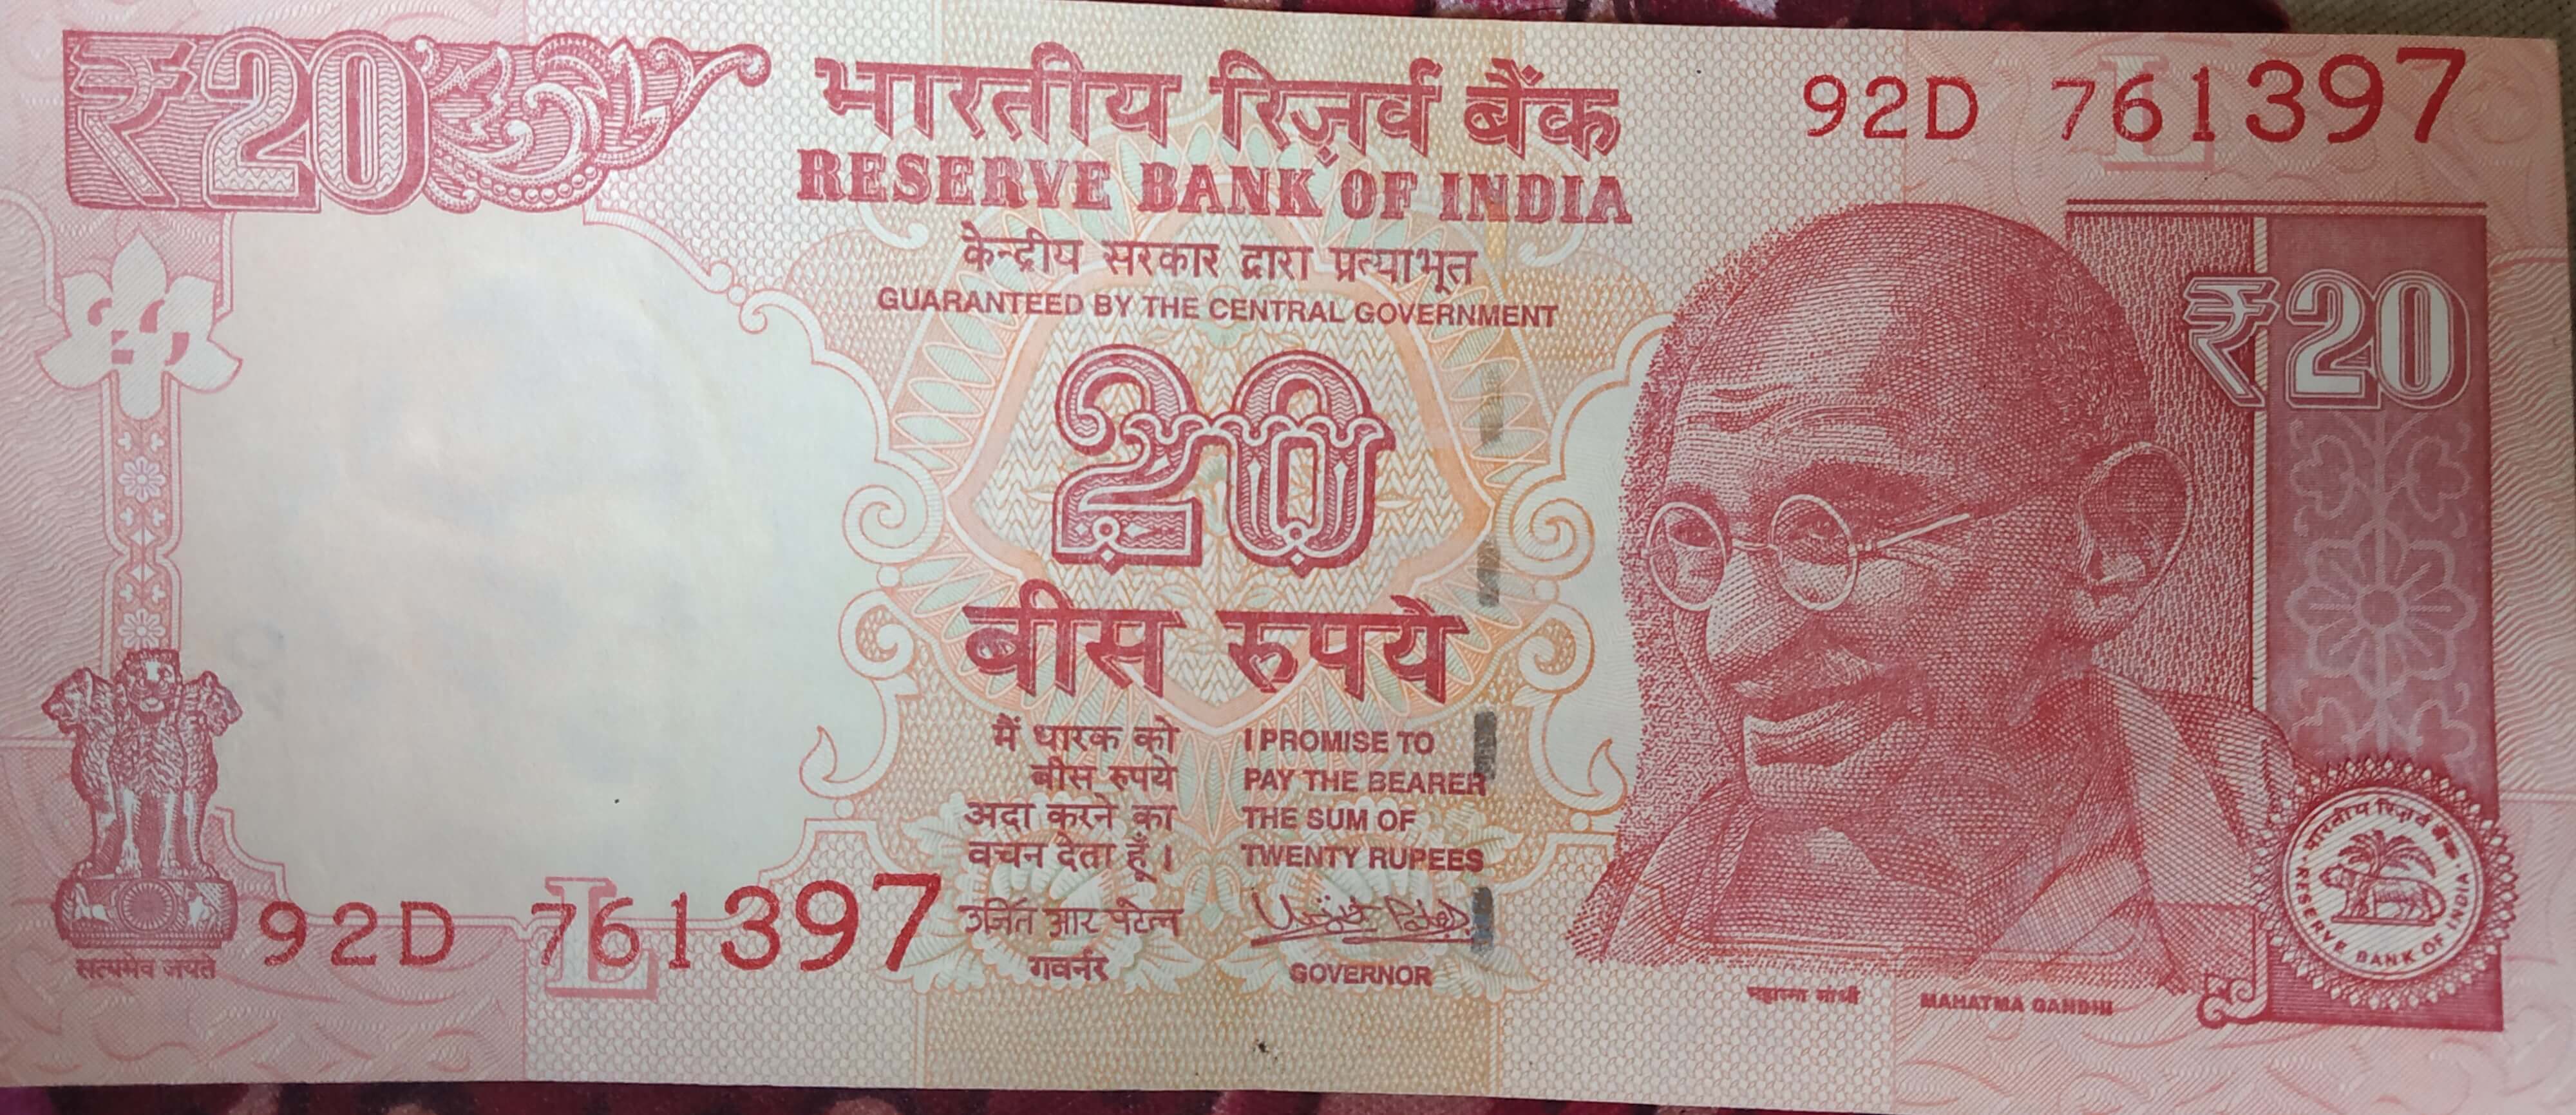 ₹20
भारतीय रिज़र्व बैंक
RESERVE BANK OF INDIA
92D 761397
L
केन्द्रीय सरकार द्वारा प्रत्याभूत
GUARANTEED BY THE CENTRAL GOVERNMENT
₹20
20
बीस रुपये
मैं धारक को
बीस रुपये
अदा करने का
वचन देता हूँ।
I PROMISE TO
PAY THE BEARER
THE SUM OF
TWENTY RUPEES
उर्जित आर पटेल
गवर्नर
Urjit Patel
GOVERNOR
सत्यमेव जयते
92D 761397
L
महात्मा गांधी
MAHATMA GANDHI
भारतीय रिज़र्व बैंक
RESERVE BANK OF INDIA